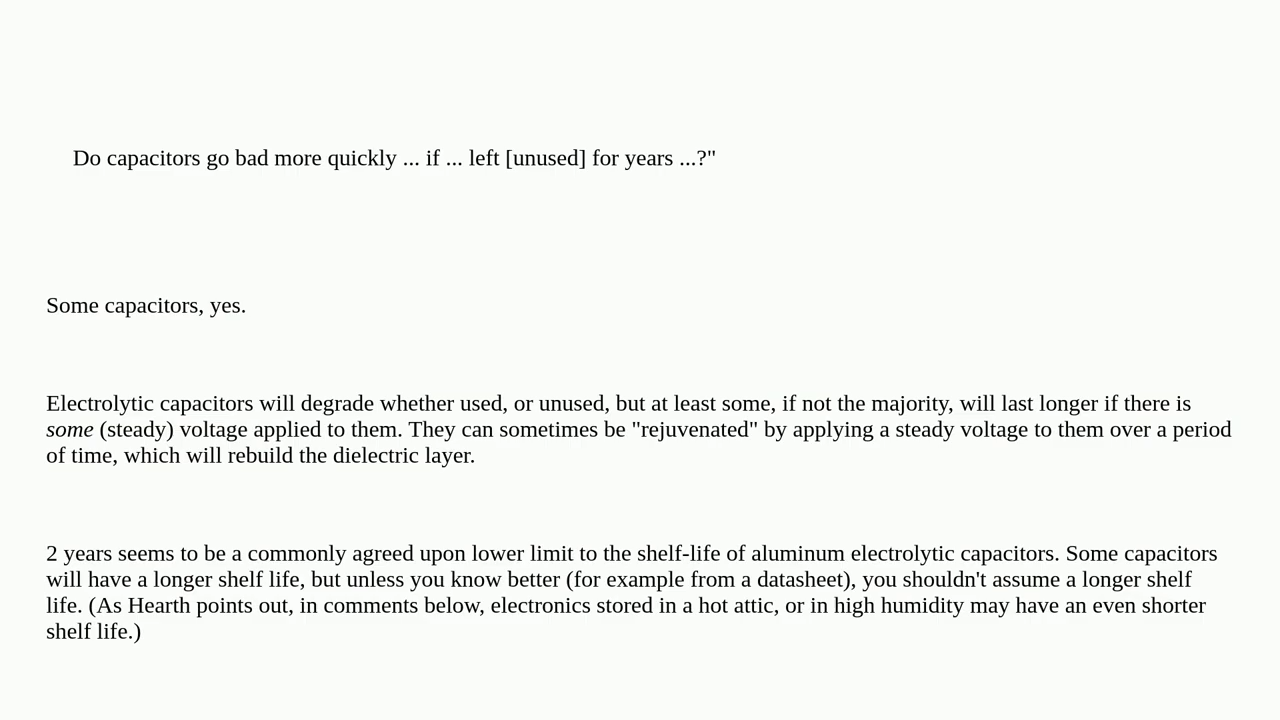 Do capacitors go bad more quickly ... if ... left [unused] for years ...?"
Some capacitors, yes.
Electrolytic capacitors will degrade whether used, or unused, but at least some, if not the majority, will last longer if there is
some (steady) voltage applied to them. They can sometimes be "rejuvenated" by applying a steady voltage to them over a period
of time, which will rebuild the dielectric layer.
2 years seems to be a commonly agreed upon lower limit to the shelf-life of aluminum electrolytic capacitors. Some capacitors
will have a longer shelf life, but unless you know better (for example from a datasheet), you shouldn't assume a longer shelf
life. (As Hearth points out, in comments below, electronics stored in a hot attic, or in high humidity may have an even shorter
shelf life.)